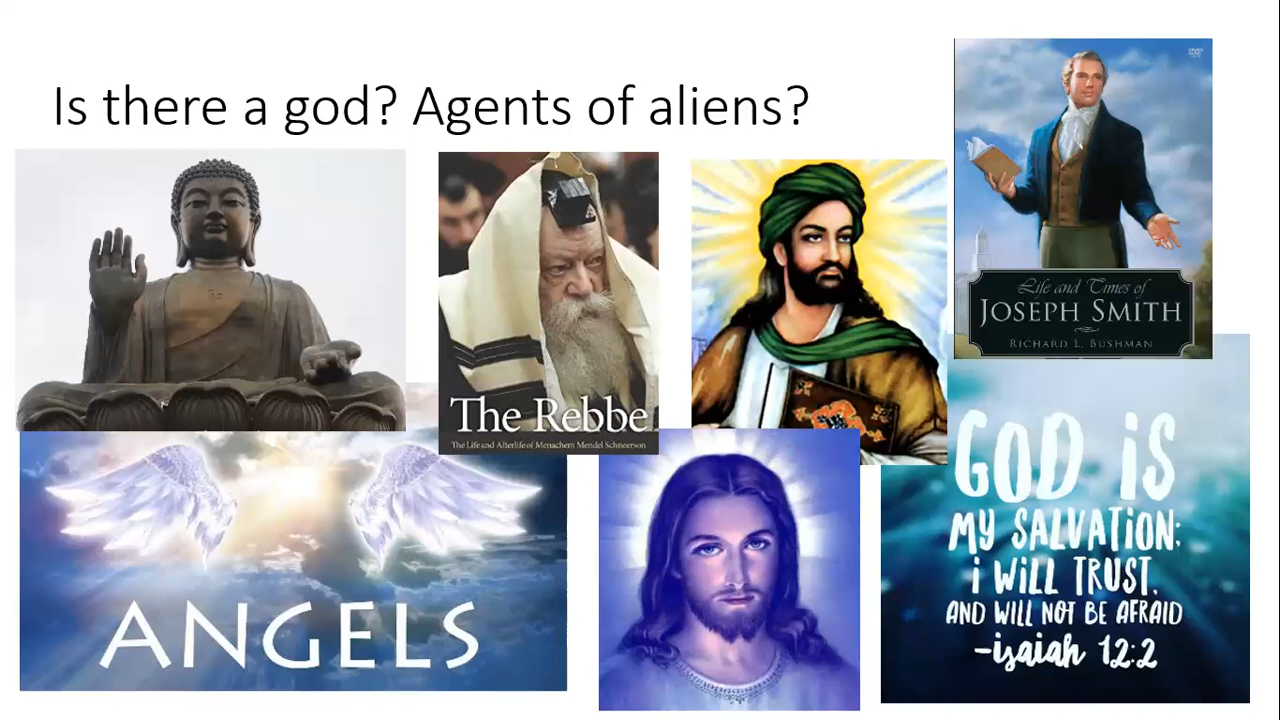 Is there a god? Agents of aliens?
The Rebbe
The Life and Afterlife of Menachem Mendel Schneerson
Life and Times of
JOSEPH SMITH
RICHARD L. BUSHMAN
ANGELS
GOD iS
MY SALVATiON;
i WiLL TRUST,
AND WiLL NOT BE AFRAiD
-isaiah 12:2